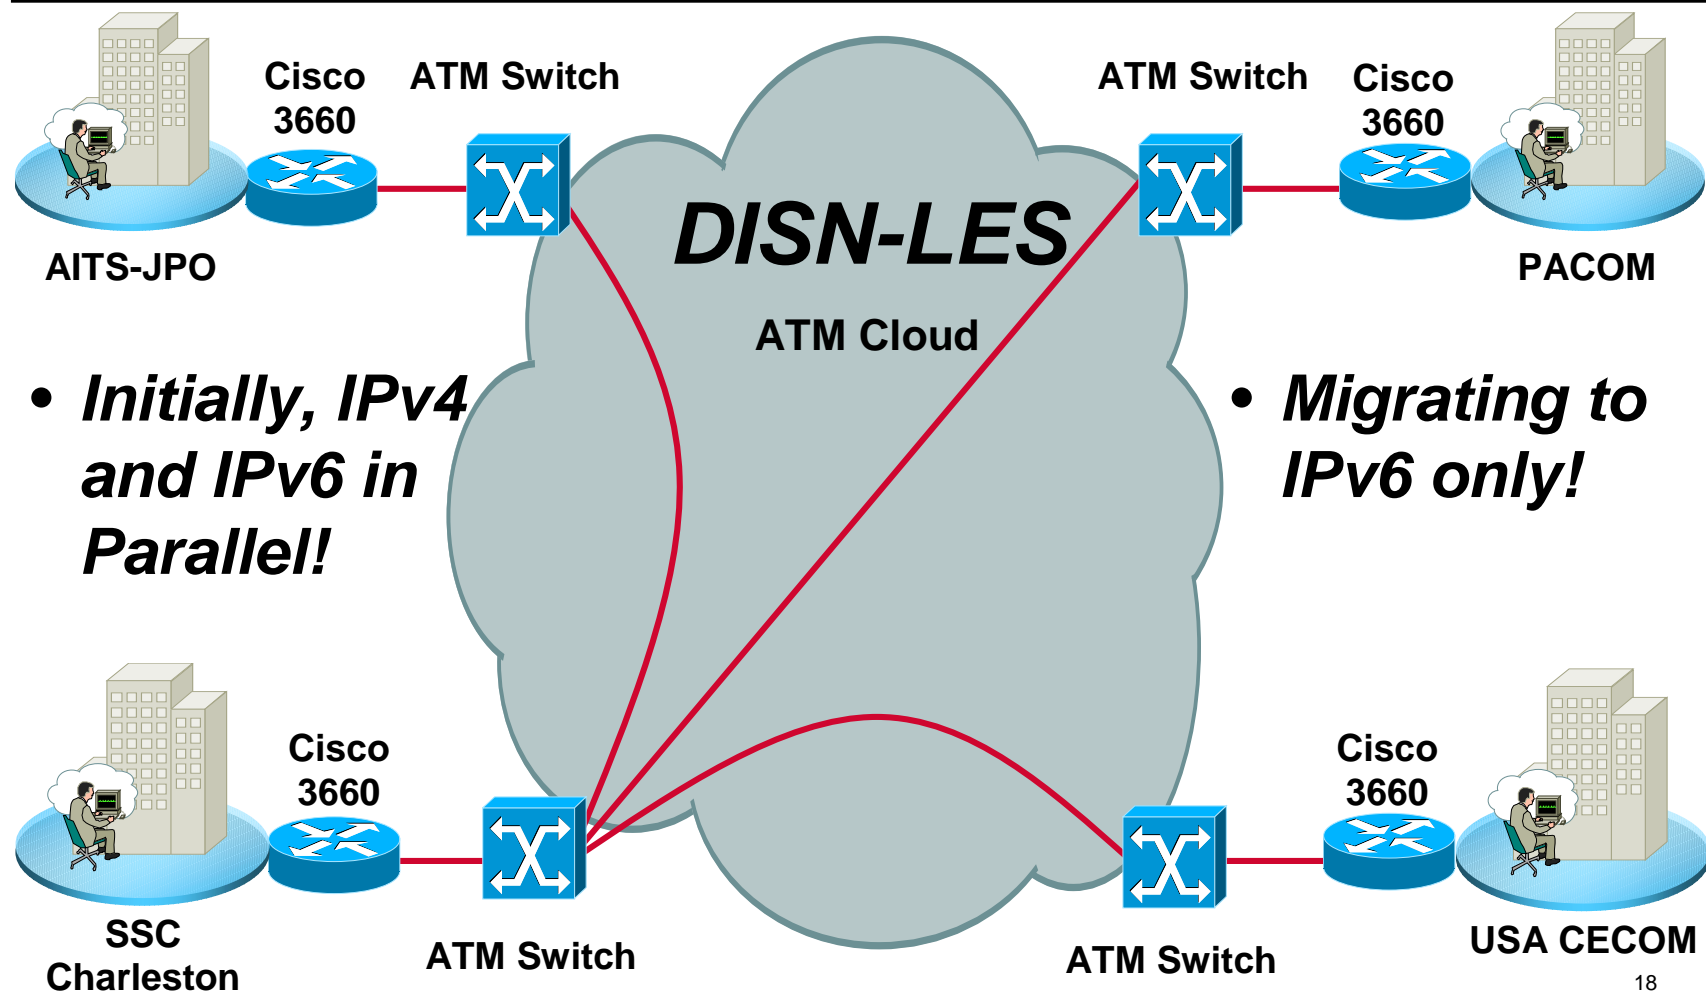 Cisco
3660
ATM Switch
ATM Switch
Cisco
3660
AITS-JPO
DISN-LES
PACOM
ATM Cloud
• Initially, IPv4
and IPv6 in
Parallel!
• Migrating to
IPv6 only!
Cisco
3660
Cisco
3660
SSC
Charleston
ATM Switch
ATM Switch
USA CECOM
18